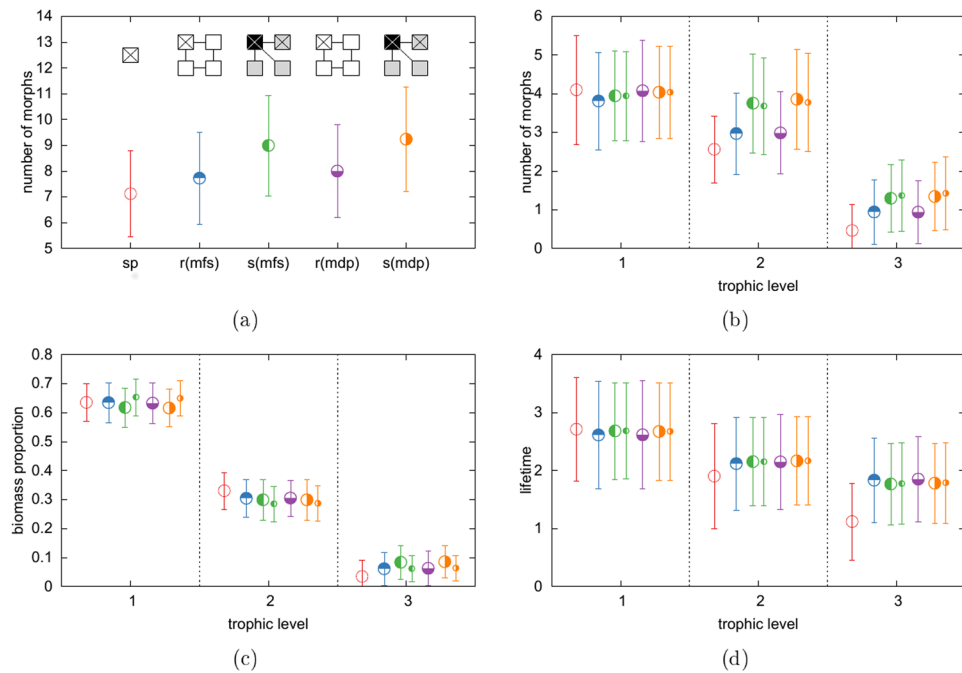 14
13
12
11
10
9
8
7
6
5
number of morphs
sp r(mfs) s(mfs) r(mdp) s(mdp)
(a)
6
5
4
3
2
1
0
number of morphs
1 2 3
trophic level
(b)
0.8
0.7
0.6
0.5
0.4
0.3
0.2
0.1
0
biomass proportion
1 2 3
trophic level
(c)
4
3
2
1
0
lifetime
1 2 3
trophic level
(d)